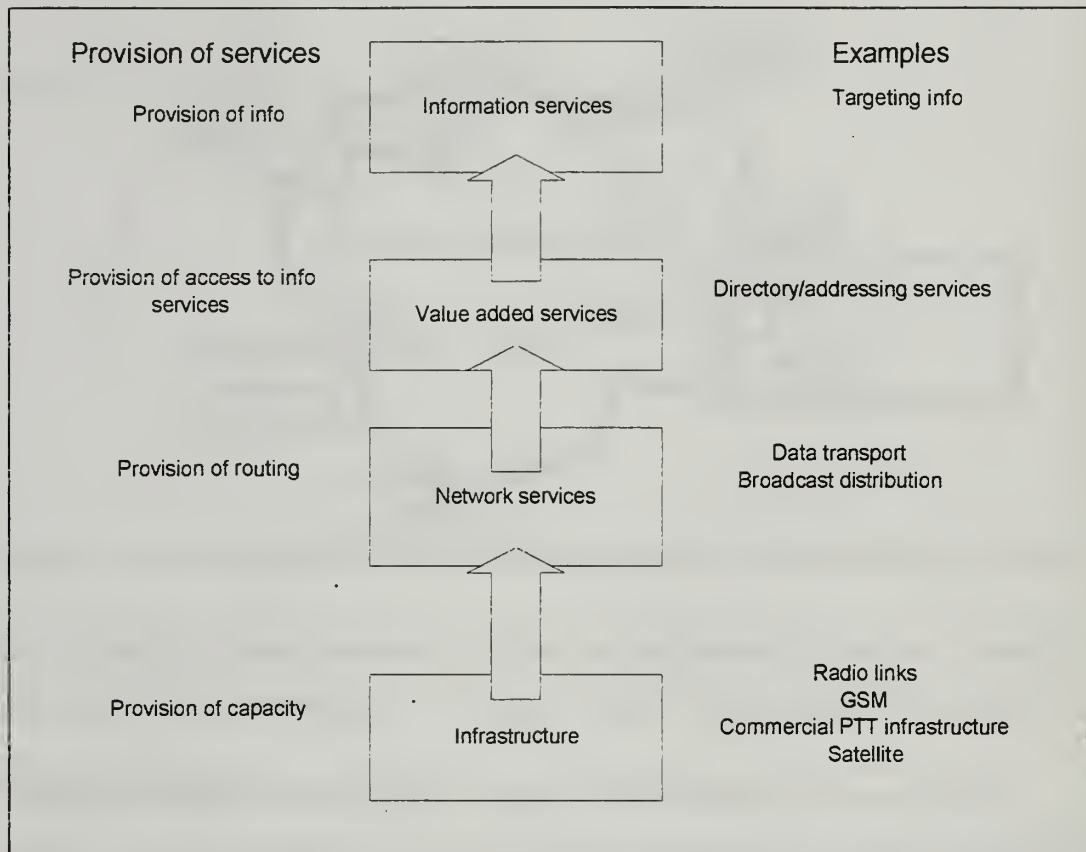 Provision of services
Examples
Provision of info
Information services
Targeting info
Provision of access to info
services
Value added services
Directory/addressing services
Provision of routing
Network services
Data transport
Broadcast distribution
Provision of capacity
Infrastructure
Radio links
GSM
Commercial PTT infrastructure
Satellite